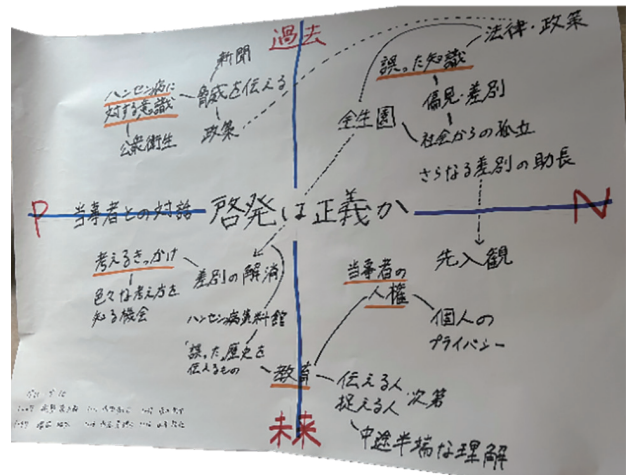 過去
新聞
ハンセン病に
対する意識
脅威を伝える
公衆衛生
政策
法律・政策
誤った知識
偏見・差別
全生園
社会からの孤立
さらなる差別の助長
P
当事者との対話
啓発は正義か
N
考えるきっかけ
差別の解消
色々な考え方を
知る機会
ハンセン病資料館
"誤った"歴史を
伝えるもの
教育
当事者の
人権
先入観
個人の
プライバシー
伝える人
捉える人
次第
中途半端な理解
未来